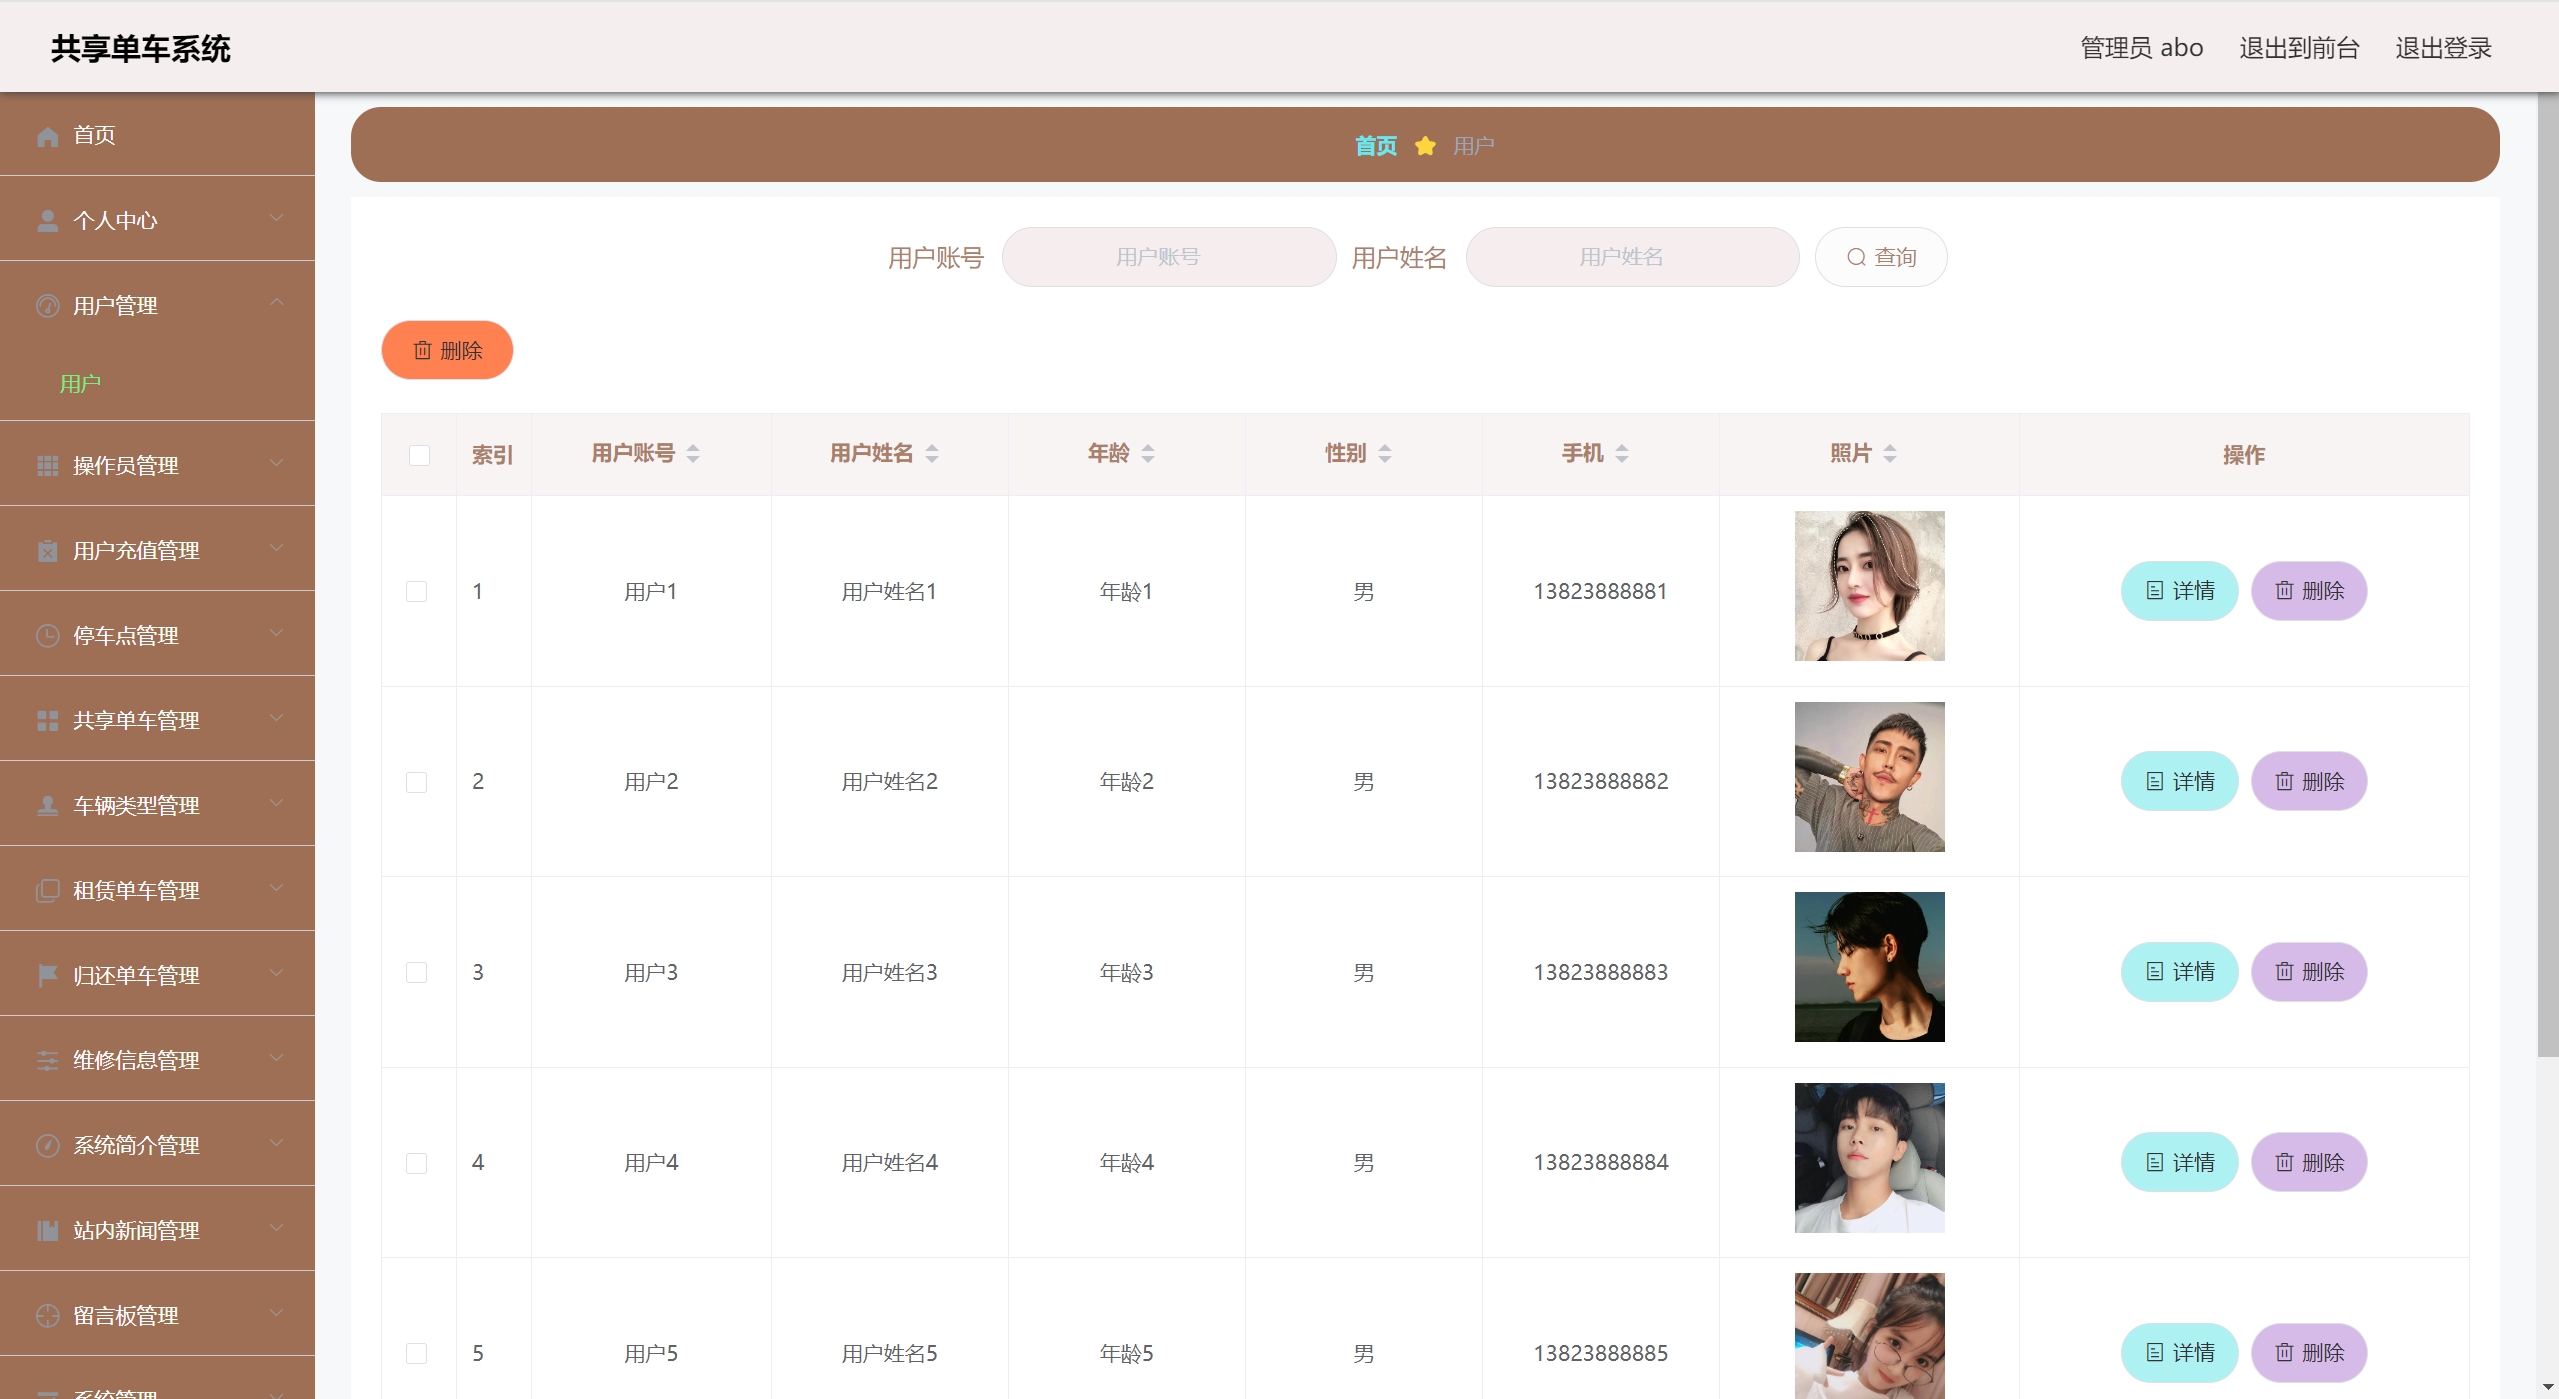 共享单车系统
管理员 abo 退出到前台 退出登录
首页
个人中心
用户管理
用户
操作员管理
用户充值管理
停车点管理
共享单车管理
车辆类型管理
租赁单车管理
归还单车管理
维修信息管理
系统简介管理
站内新闻管理
留言板管理
系统管理
首页 用户
用户账号 用户账号 用户姓名 用户姓名 查询
删除
索引 用户账号 用户姓名 年龄 性别 手机 照片 操作
1 用户1 用户姓名1 年龄1 男 13823888881 详情 删除
2 用户2 用户姓名2 年龄2 男 13823888882 详情 删除
3 用户3 用户姓名3 年龄3 男 13823888883 详情 删除
4 用户4 用户姓名4 年龄4 男 13823888884 详情 删除
5 用户5 用户姓名5 年龄5 男 13823888885 详情 删除